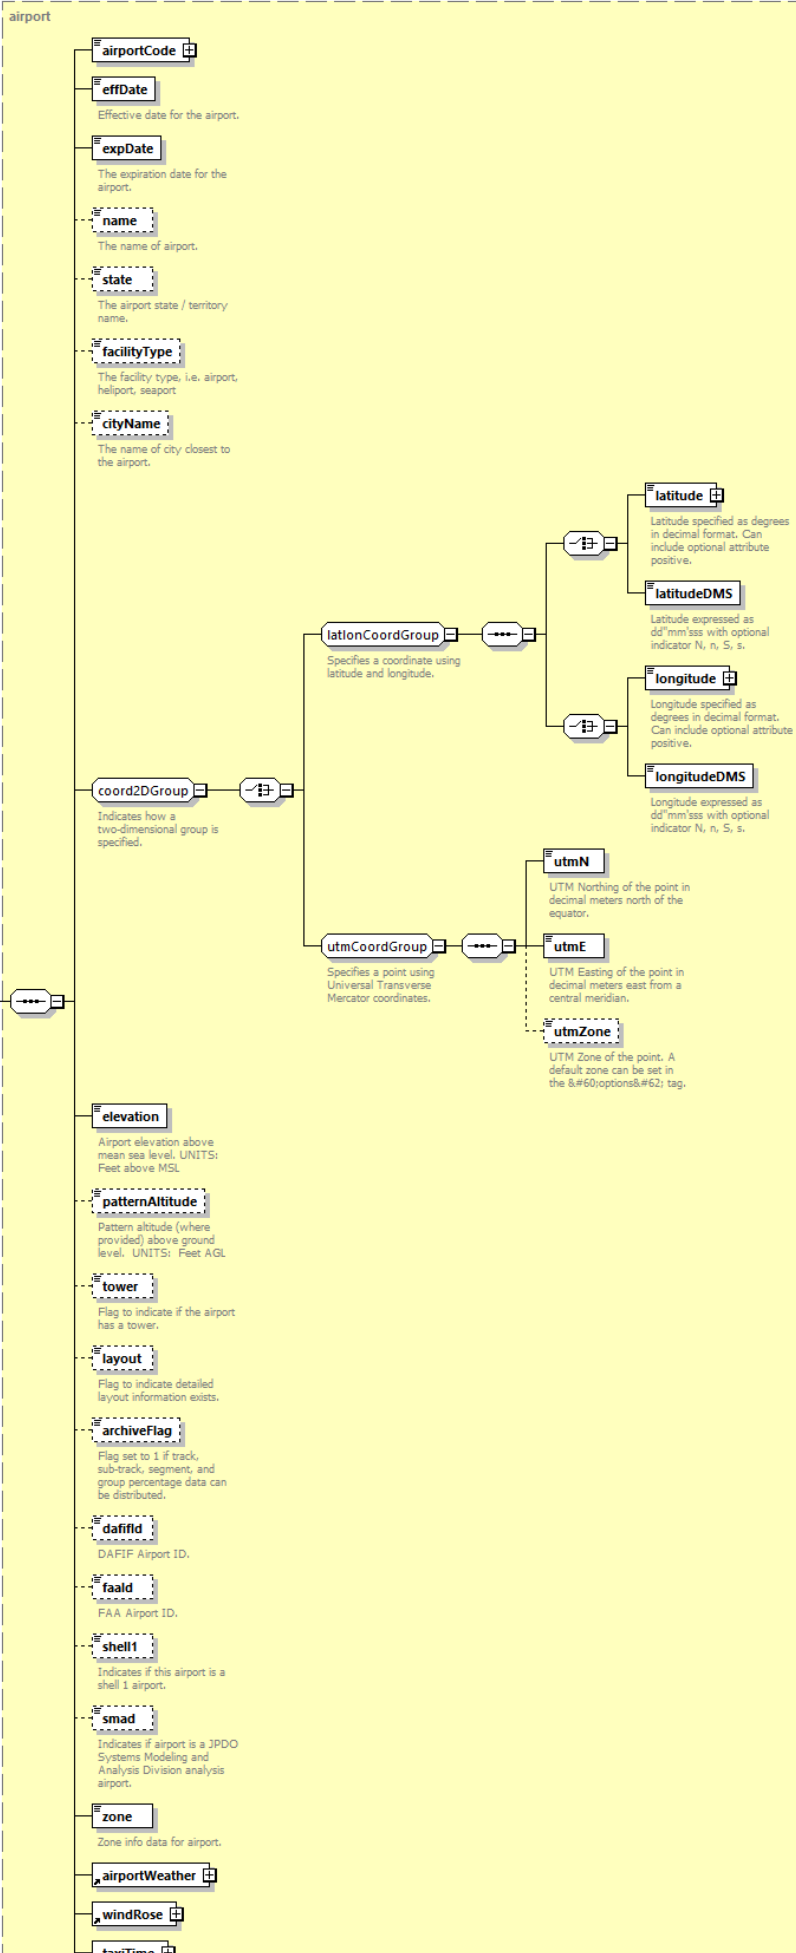 airport
airportCode
effDate
Effective date for the airport.
expDate
The expiration date for the
airport.
name
The name of airport.
state
The airport state / territory
name.
facilityType
The facility type, i.e. airport,
heliport, seaport
cityName
The name of city closest to
the airport.
latitude
Latitude specified as degrees
in decimal format. Can
include optional attribute
positive.
latitudeDMS
Latitude expressed as
dd"mm'sss with optional
indicator N, n, S, s.
latlonCoordGroup
Specifies a coordinate using
latitude and longitude.
longitude
Longitude specified as
degrees in decimal format.
Can include optional attribute
positive.
longitudeDMS
Longitude expressed as
dd"mm'sss with optional
indicator N, n, S, s.
coord2DGroup
Indicates how a
two-dimensional group is
specified.
utmN
UTM Northing of the point in
decimal meters north of the
equator.
utmCoordGroup
Specifies a point using
Universal Transverse
Mercator coordinates.
utmE
UTM Easting of the point in
decimal meters east from a
central meridian.
utmZone
UTM Zone of the point. A
default zone can be set in
the &#60;options&#62; tag.
elevation
Airport elevation above
mean sea level. UNITS:
Feet above MSL
patternAltitude
Pattern altitude (where
provided) above ground
level.  UNITS:  Feet AGL
tower
Flag to indicate if the airport
has a tower.
layout
Flag to indicate detailed
layout information exists.
archiveFlag
Flag set to 1 if track,
sub-track, segment, and
group percentage data can
be distributed.
dafifId
DAFIF Airport ID.
faaId
FAA Airport ID.
shell1
Indicates if this airport is a
shell 1 airport.
smad
Indicates if airport is a JPDO
Systems Modeling and
Analysis Division analysis
airport.
zone
Zone info data for airport.
airportWeather
windRose
taxiTime